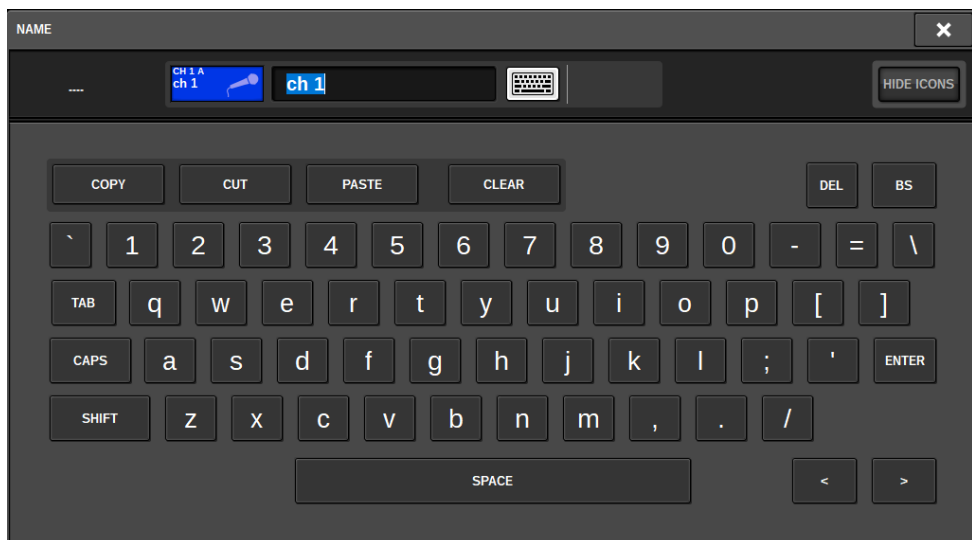 NAME ×
---- CH 1 A
ch 1 ch 1 HIDE ICONS
COPY CUT PASTE CLEAR DEL BS
` 1 2 3 4 5 6 7 8 9 0 - = \
TAB q w e r t y u i o p [ ]
CAPS a s d f g h j k l ; ' ENTER
SHIFT z x c v b n m , . /
SPACE < >